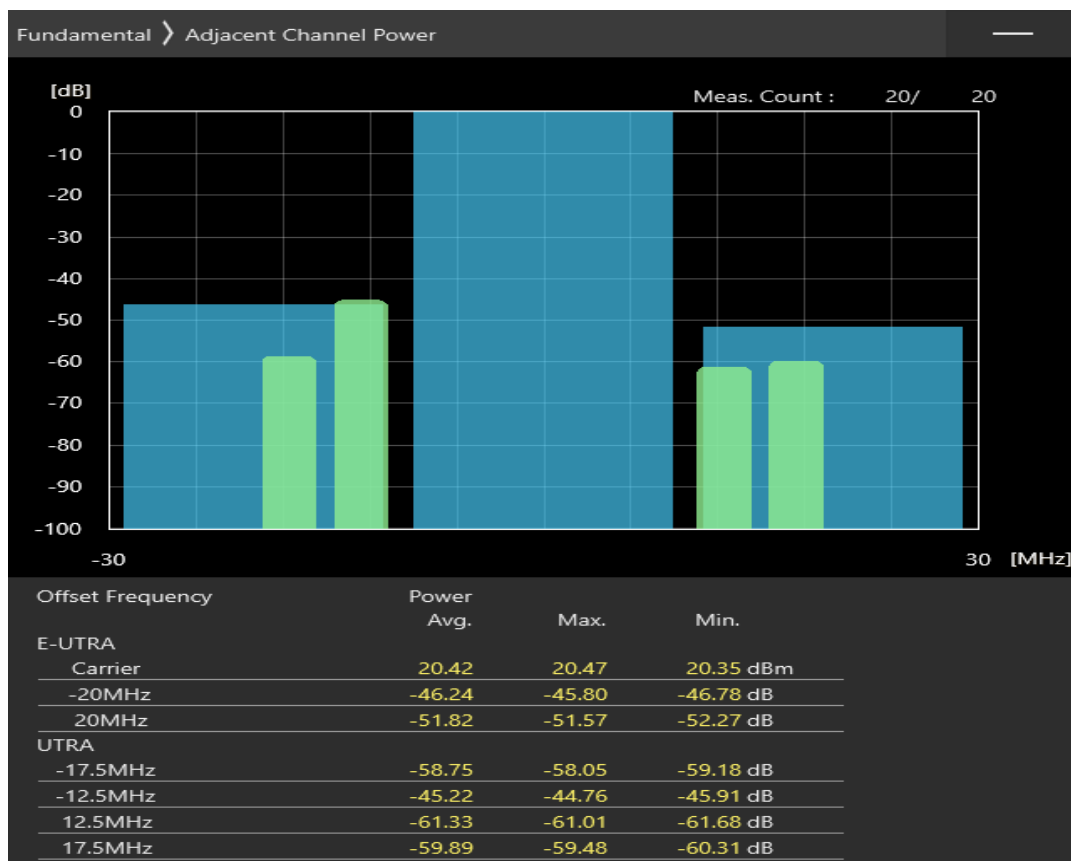 Fundamental ❭ Adjacent Channel Power
[dB]
Meas. Count : 20/ 20
0
-10
-20
-30
-40
-50
-60
-70
-80
-90
-100
-30 30 [MHz]
Offset Frequency Power
Avg. Max. Min.
E-UTRA
Carrier 20.42 20.47 20.35 dBm
-20MHz -46.24 -45.80 -46.78 dB
20MHz -51.82 -51.57 -52.27 dB
UTRA
-17.5MHz -58.75 -58.05 -59.18 dB
-12.5MHz -45.22 -44.76 -45.91 dB
12.5MHz -61.33 -61.01 -61.68 dB
17.5MHz -59.89 -59.48 -60.31 dB